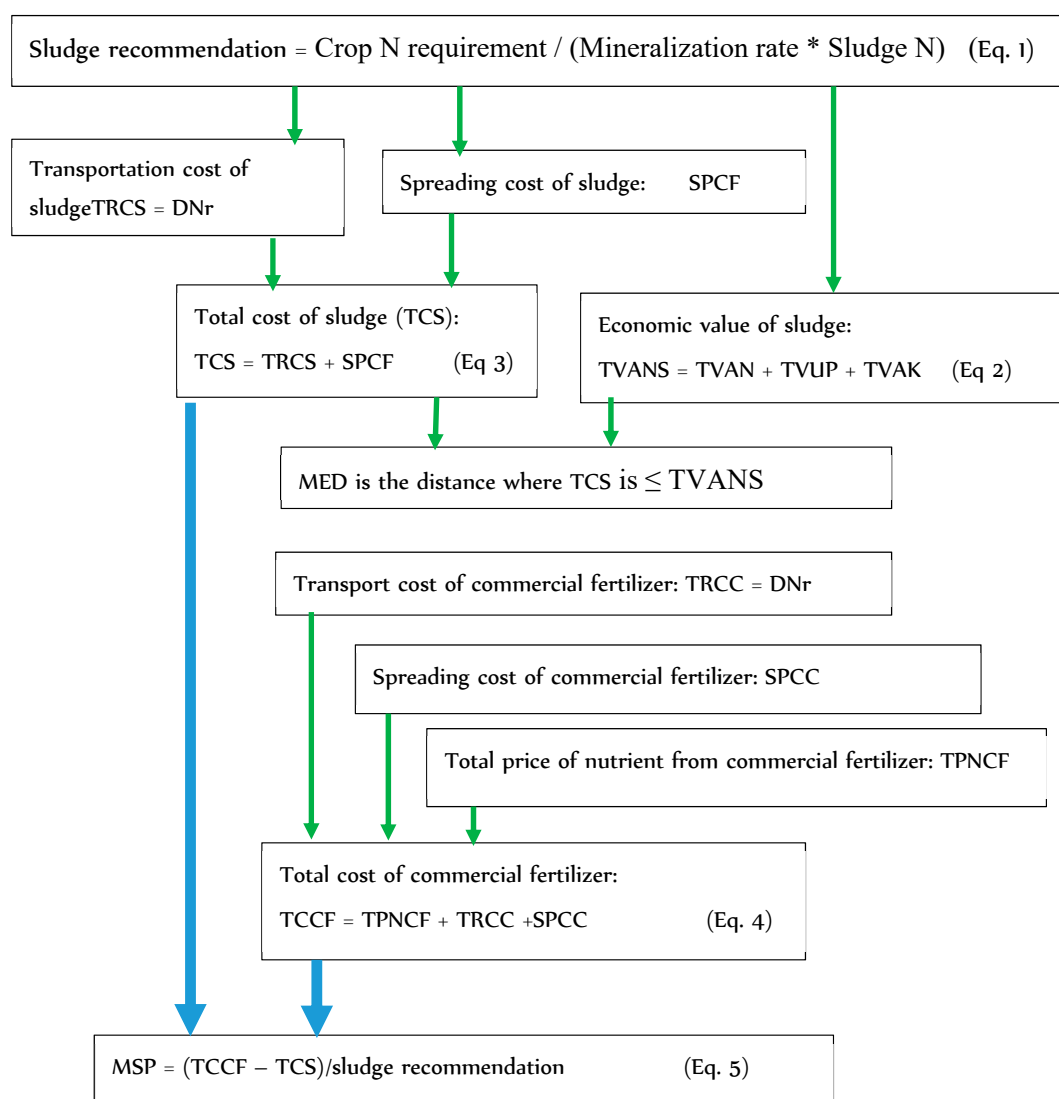 Sludge recommendation = Crop N requirement / (Mineralization rate * Sludge N) (Eq. 1)
Transportation cost of
sludgeTRCS = DNr
Spreading cost of sludge: SPCF
Total cost of sludge (TCS):
TCS = TRCS + SPCF (Eq 3)
Economic value of sludge:
TVANS = TVAN + TVUP + TVAK (Eq 2)
MED is the distance where TCS is ≤ TVANS
Transport cost of commercial fertilizer: TRCC = DNr
Spreading cost of commercial fertilizer: SPCC
Total price of nutrient from commercial fertilizer: TPNCF
Total cost of commercial fertilizer:
TCCF = TPNCF + TRCC +SPCC (Eq. 4)
MSP = (TCCF – TCS)/sludge recommendation (Eq. 5)